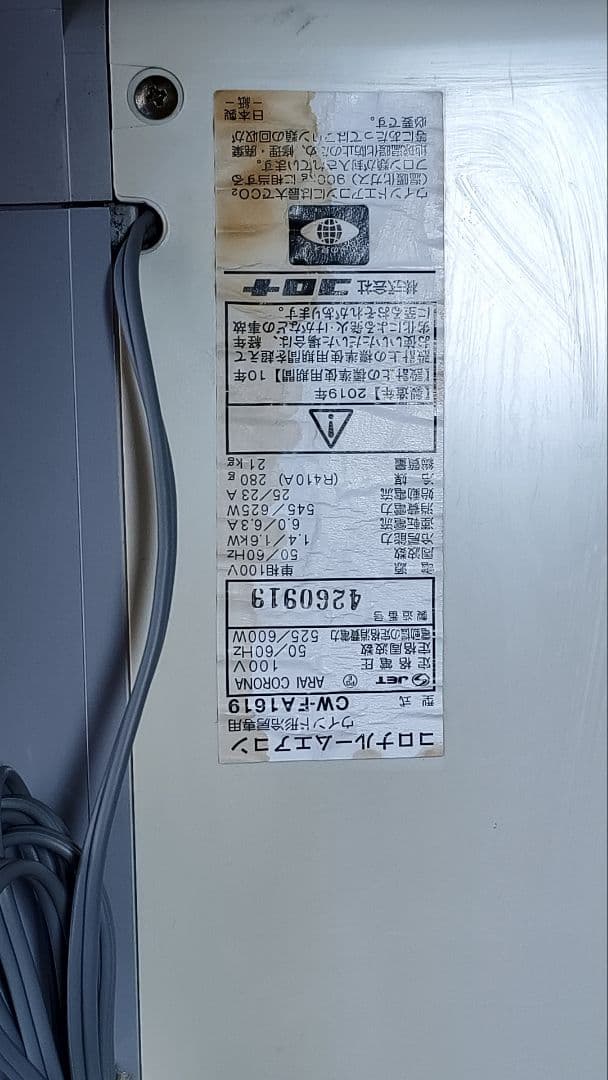 コロナルームエアコン
ウインド形冷房専用
型式 CW-FA1619
JET PS E ARAI CORONA
定格電圧 100V
定格周波数 50/60Hz
電動機の定格消費電力 525/600W
製造番号
4260919
電源 単相100V
周波数 50/60Hz
冷房能力 1.4/1.6kW
運転電流 6.0/6.3A
消費電力 545/625W
始動電流 25/23A
冷媒 (R410A) 280g
総質量 21kg
【製造年】2019年
【設計上の標準使用期間】10年
設計上の標準使用期間を超えて
お使いいただいた場合は、経年
劣化による発火・けがなどの事故
に至るおそれがあります。
株式会社 コロナ
ウインドエアコンには最大でCO₂
(温暖化ガス) 900kgに相当する
フロン類が封入されています。
地球温暖化防止のため、修理・廃棄
等にあたってはフロン類の回収が
必要です。
日本製
－紙－